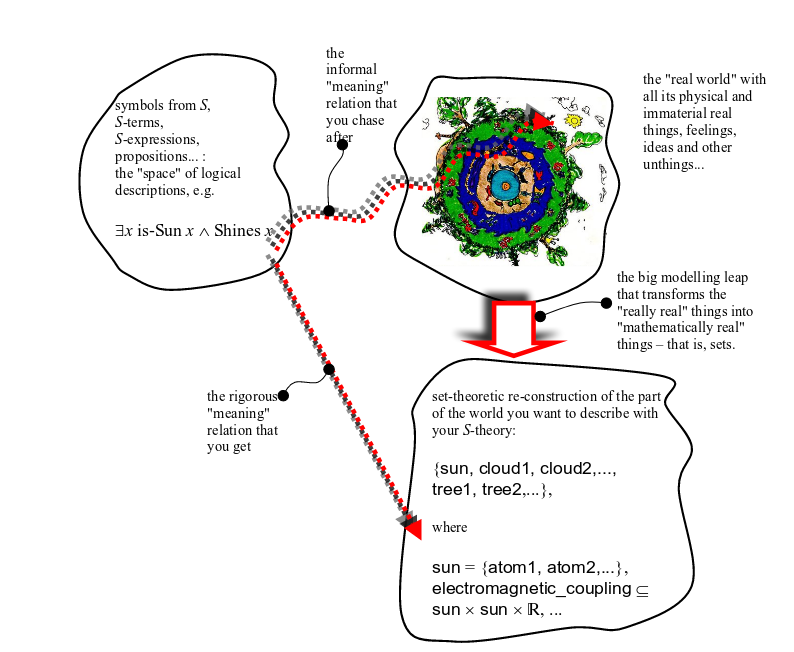 the
informal
"meaning"
relation that
you chase
after
the "real world" with
all its physical and
immaterial real
things, feelings,
ideas and other
unthings...
symbols from S,
S-terms,
S-expressions,
propositions... :
the "space" of logical
descriptions, e.g.
∃x is-Sun x ∧ Shines x
the big modelling leap
that transforms the
"really real" things into
"mathematically real"
things – that is, sets.
the rigorous
"meaning"
relation that
you get
set-theoretic re-construction of the part
of the world you want to describe with
your S-theory:
{sun, cloud1, cloud2,...,
tree1, tree2,...},
where
sun = {atom1, atom2,...},
electromagnetic_coupling ⊆
sun × sun × ℝ, ...